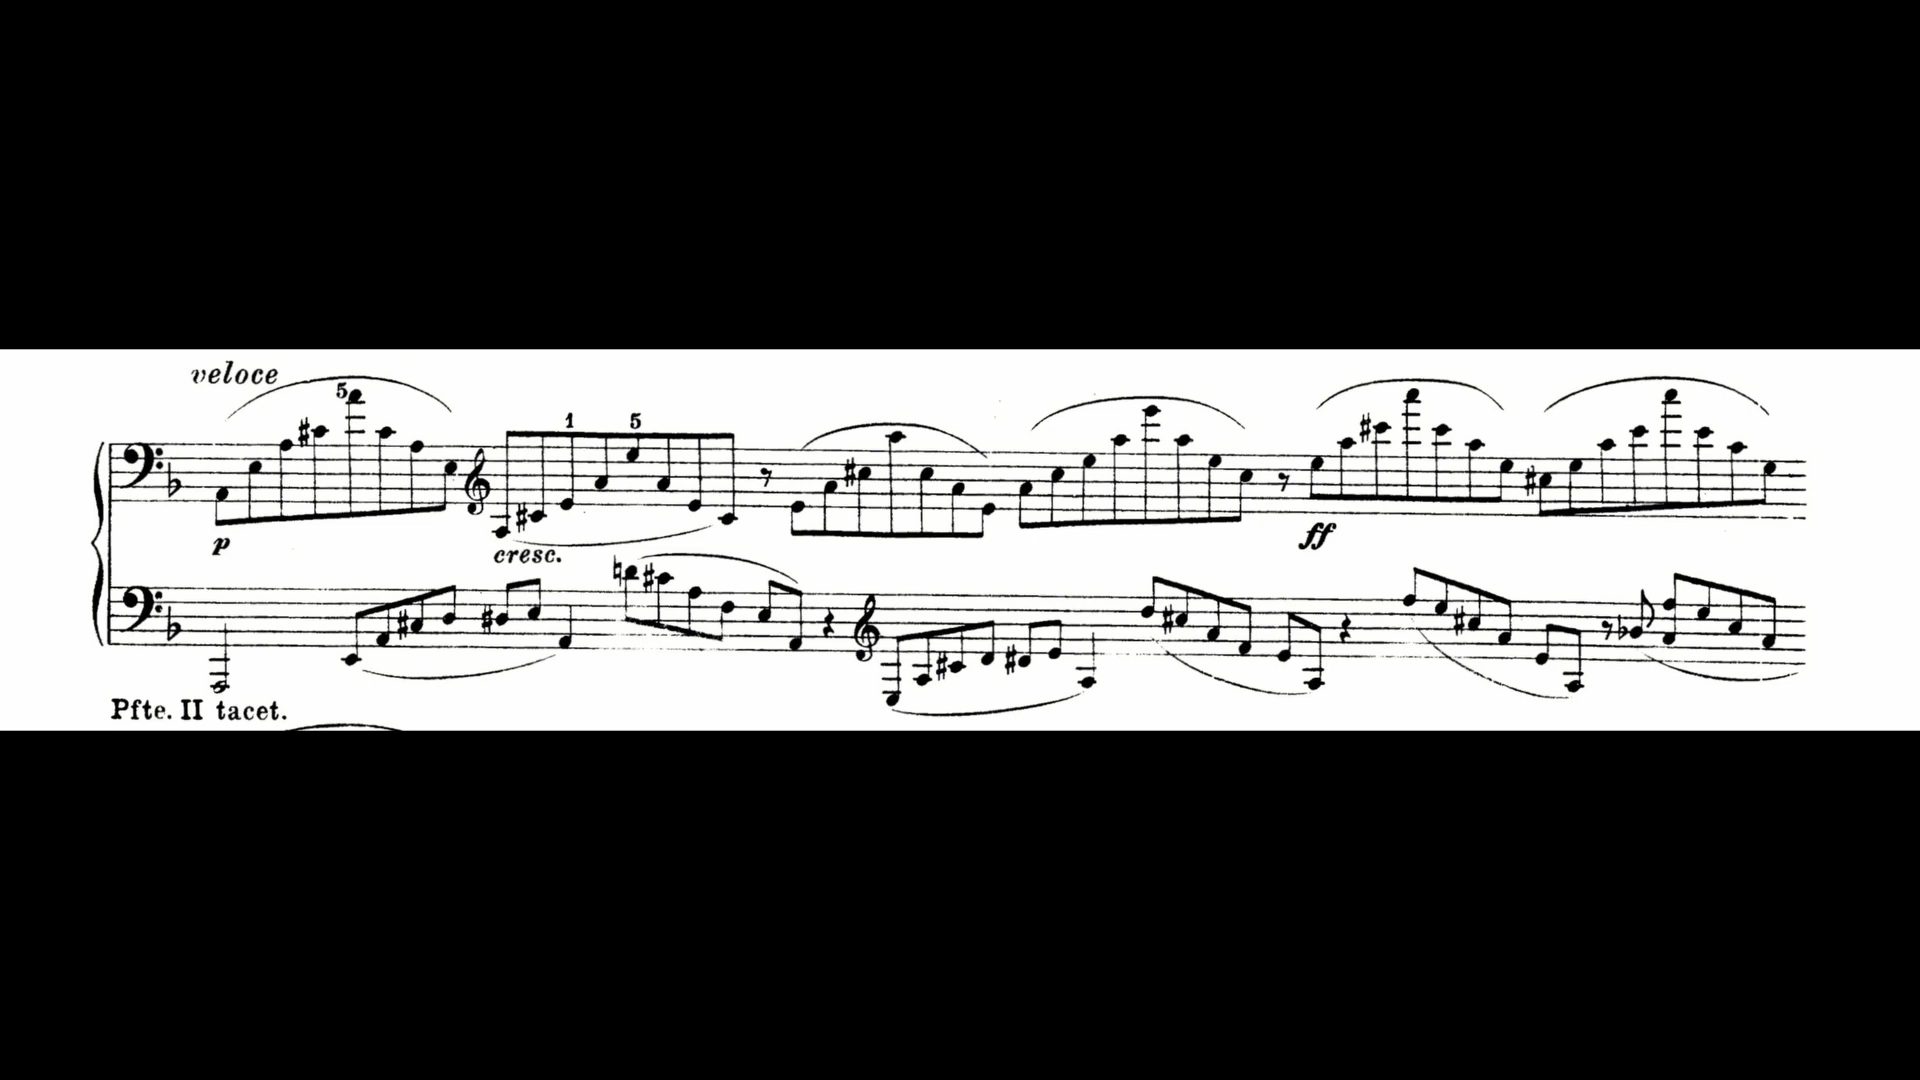 veloce
5
1 5
p cresc. ff
Pfte. II tacet.